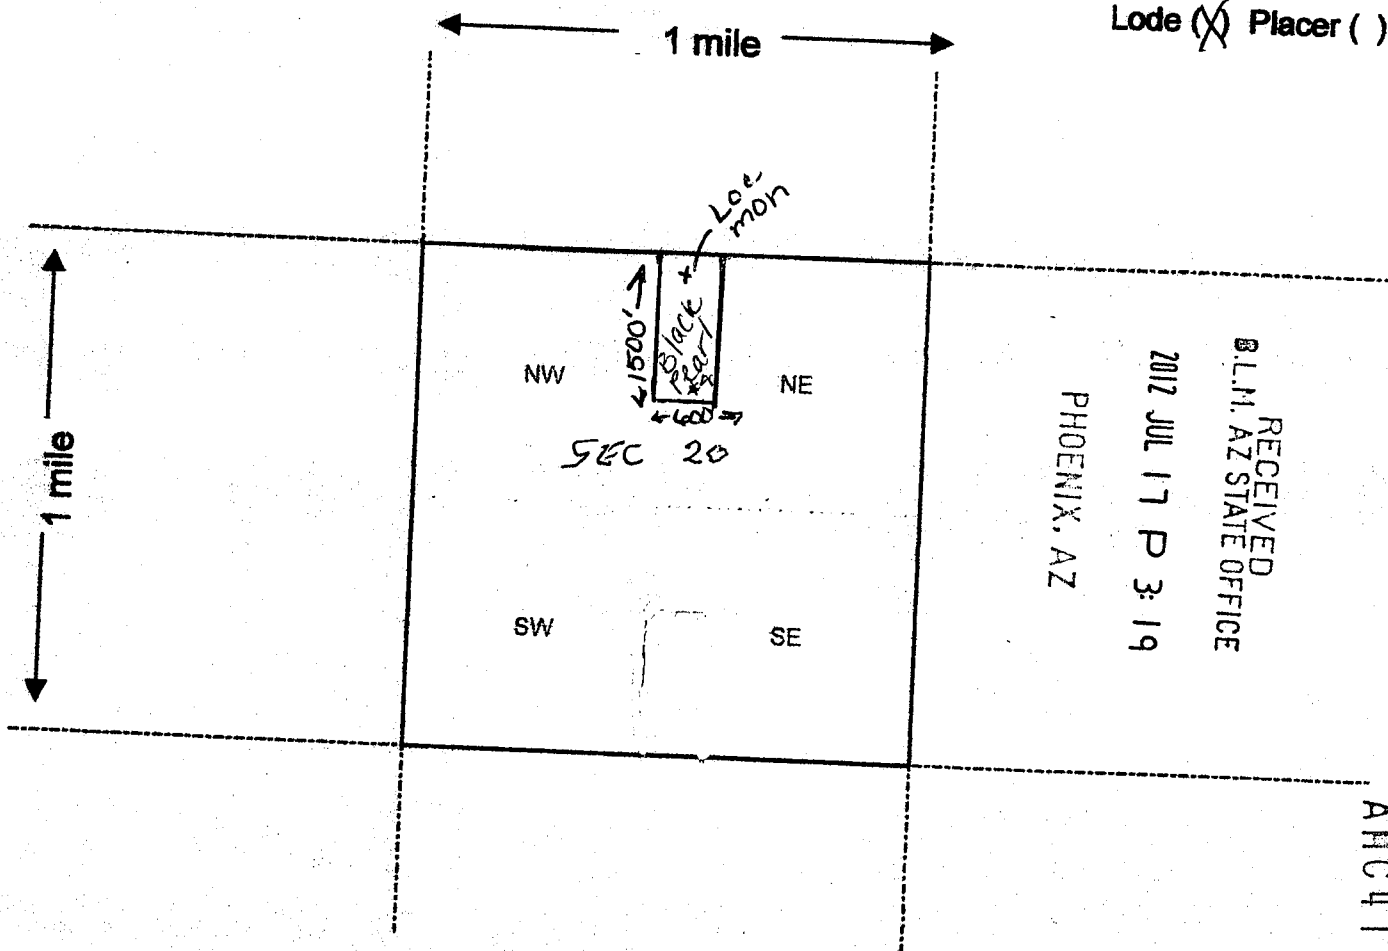 Lode (X) Placer ( )
1 mile
Loc
mon
1 mile
NW
1500'
Black
Pearl
NE
600
SEC 20
SW
SE
RECEIVED
B.L.M. AZ STATE OFFICE
2012 JUL 17 P 3:19
PHOENIX, AZ